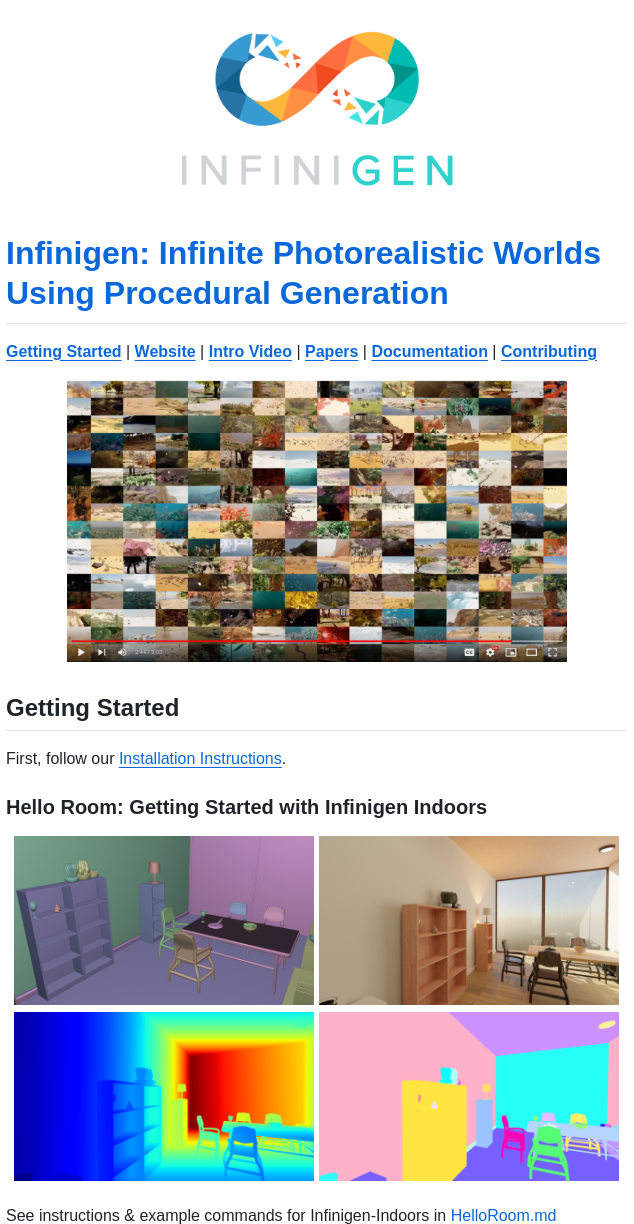 INFINIGEN
Infinigen: Infinite Photorealistic Worlds
Using Procedural Generation
Getting Started | Website | Intro Video | Papers | Documentation | Contributing
Getting Started
First, follow our Installation Instructions.
Hello Room: Getting Started with Infinigen Indoors
See instructions & example commands for Infinigen-Indoors in HelloRoom.md